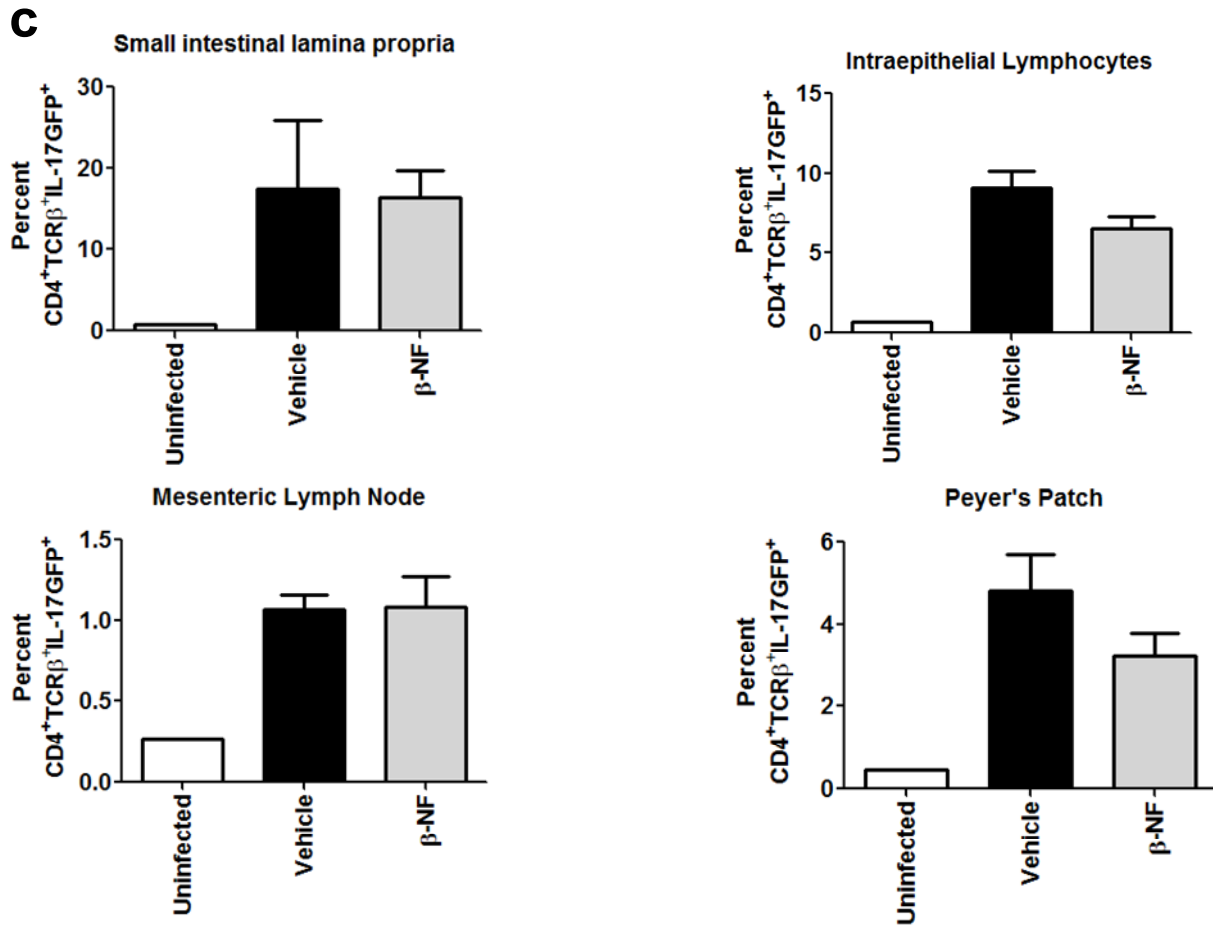 C
Small intestinal lamina propria
Percent
CD4⁺TCRβ⁺IL-17GFP⁺
30
20
10
0
Uninfected
Vehicle
β-NF
Intraepithelial Lymphocytes
Percent
CD4⁺TCRβ⁺IL-17GFP⁺
15
10
5
0
Uninfected
Vehicle
β-NF
Mesenteric Lymph Node
Percent
CD4⁺TCRβ⁺IL-17GFP⁺
1.5
1.0
0.5
0.0
Uninfected
Vehicle
β-NF
Peyer's Patch
Percent
CD4⁺TCRβ⁺IL-17GFP⁺
6
4
2
0
Uninfected
Vehicle
β-NF